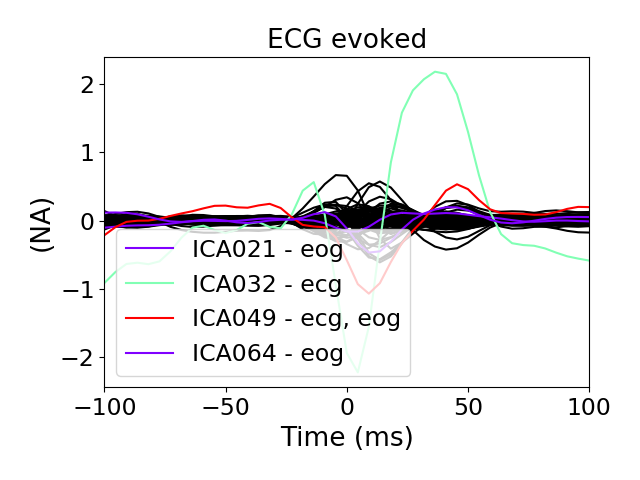 ECG evoked
2
1
0
−1
−2
(NA)
ICA021 - eog
ICA032 - ecg
ICA049 - ecg, eog
ICA064 - eog
−100
−50
0
50
100
Time (ms)